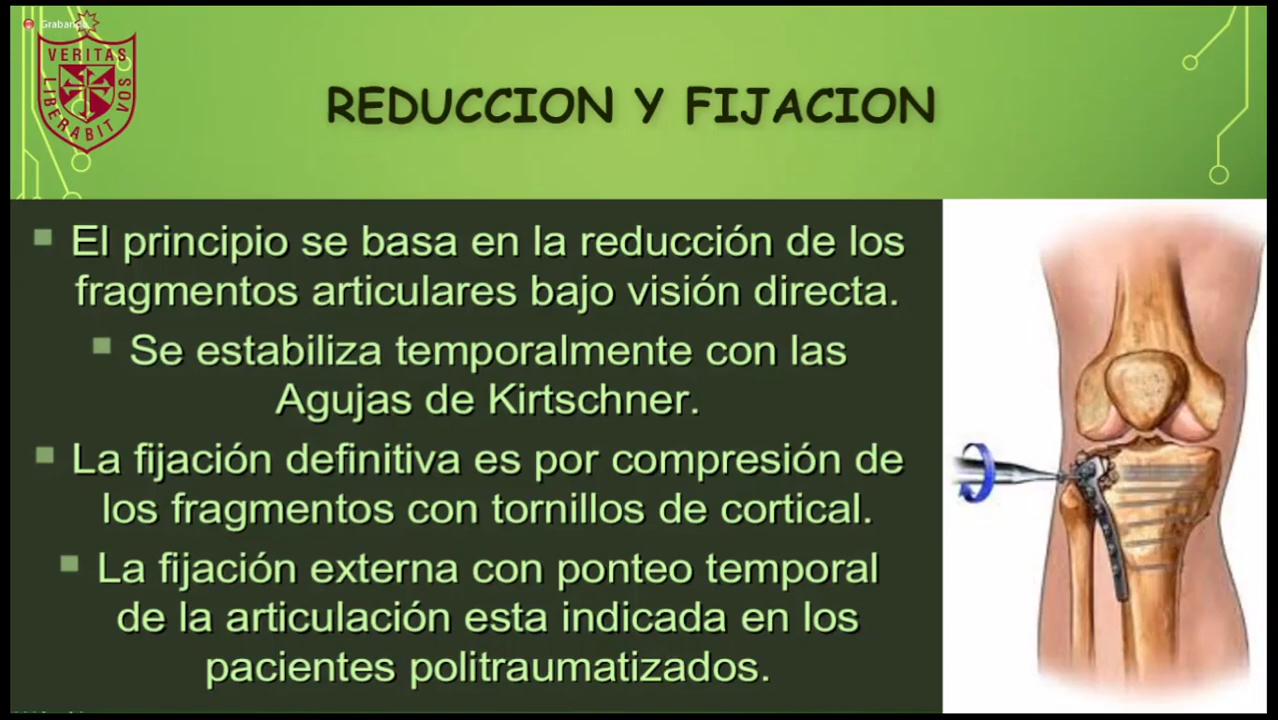 Grabando
VERITAS
LIBERABIT VOS
REDUCCION Y FIJACION
El principio se basa en la reducción de los
fragmentos articulares bajo visión directa.
Se estabiliza temporalmente con las
Agujas de Kirtschner.
La fijación definitiva es por compresión de
los fragmentos con tornillos de cortical.
La fijación externa con ponteo temporal
de la articulación esta indicada en los
pacientes politraumatizados.